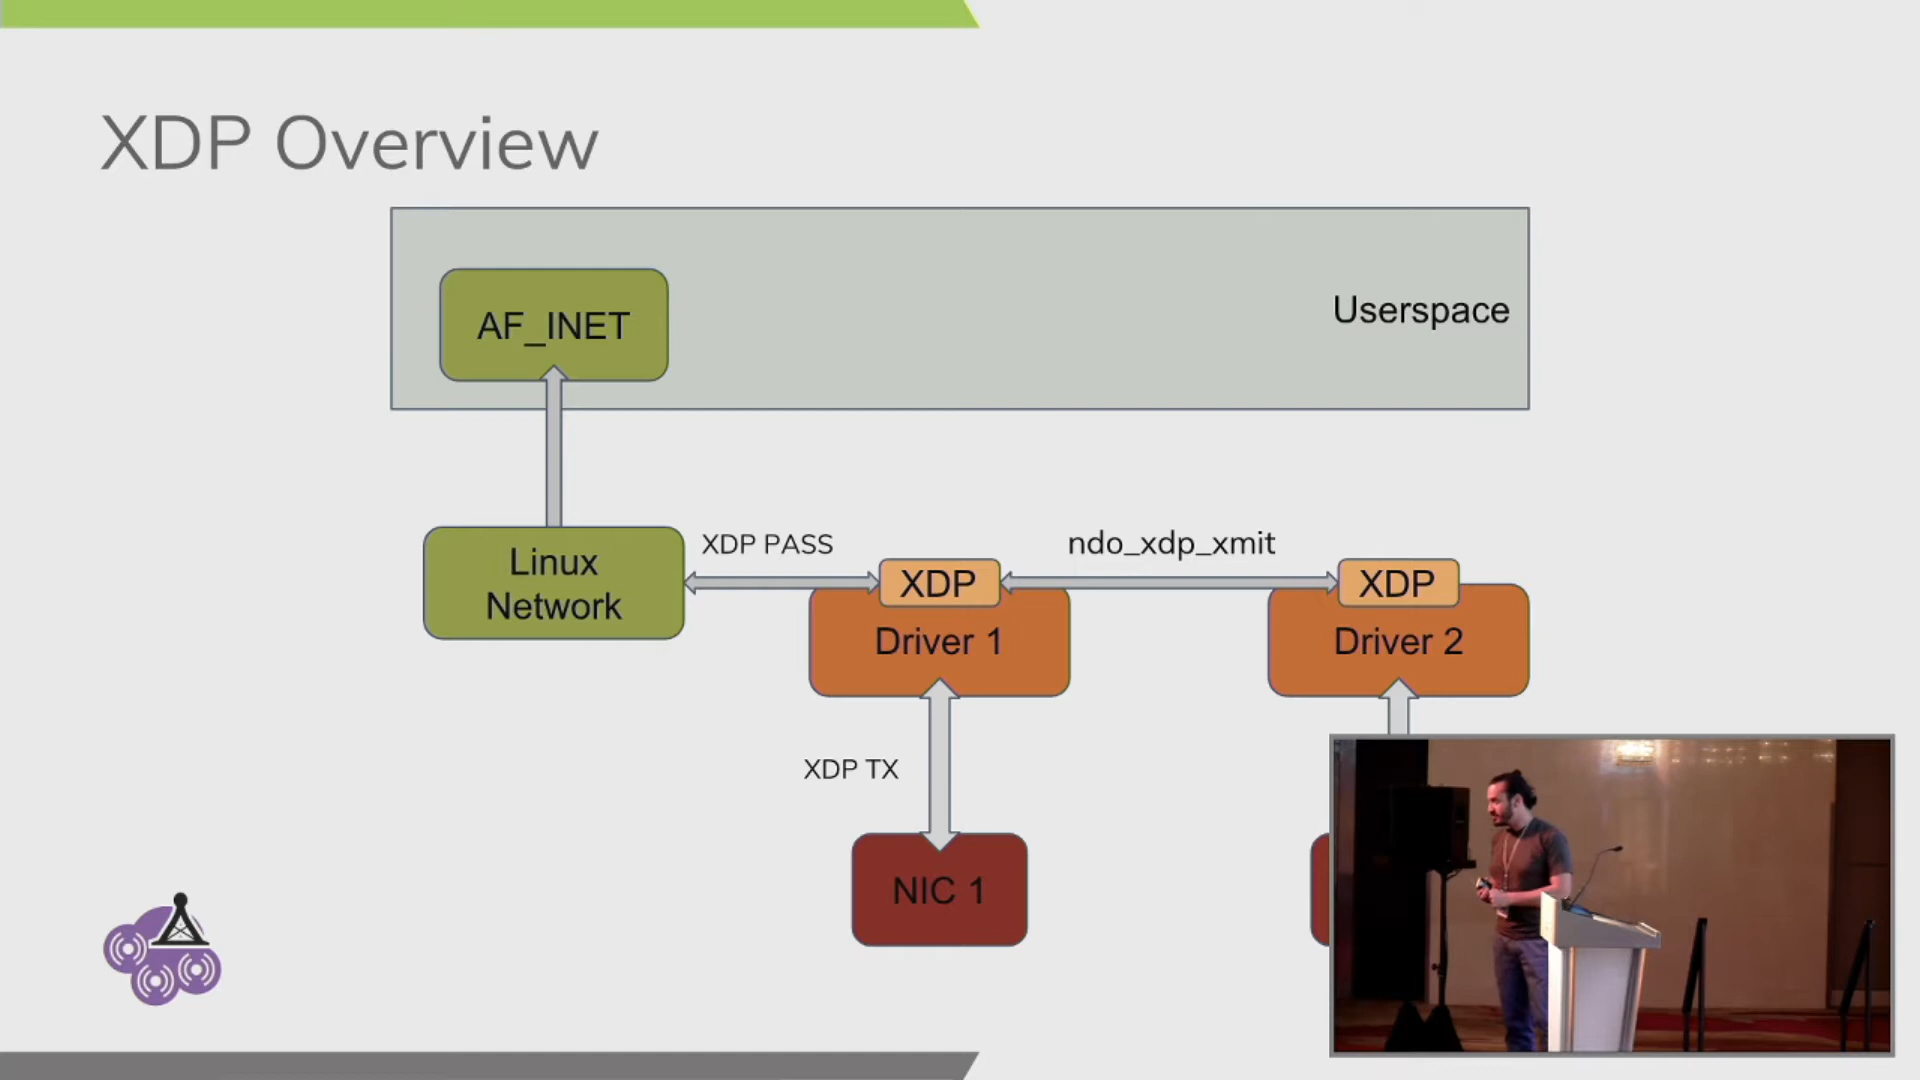 XDP Overview
AF_INET
Userspace
Linux
Network
XDP PASS
ndo_xdp_xmit
XDP
XDP
Driver 1
Driver 2
XDP TX
NIC 1